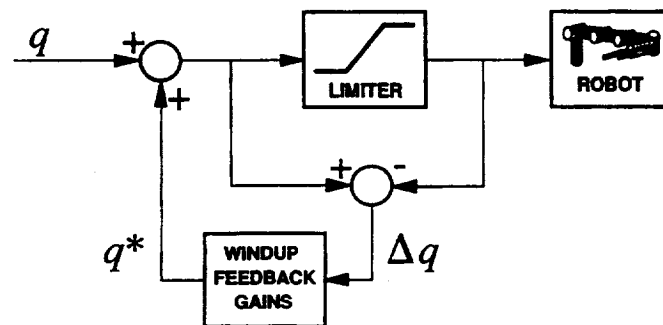 q
+
+
LIMITER
ROBOT
+
-
q*
WINDUP
FEEDBACK
GAINS
Δq